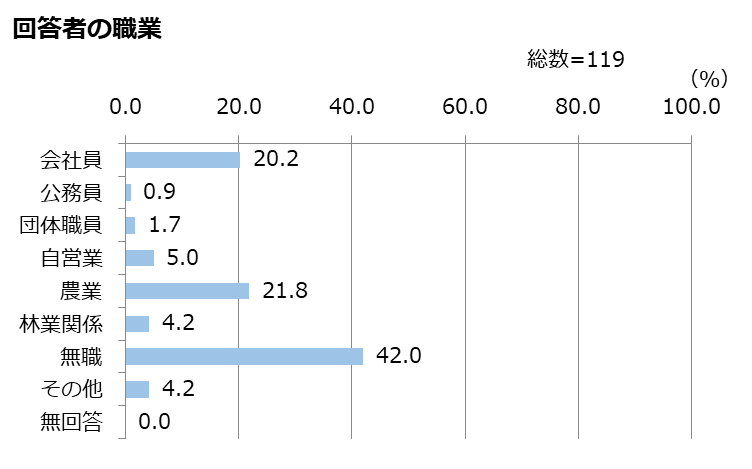 回答者の職業
総数=119
（%）
0.0 20.0 40.0 60.0 80.0 100.0
会社員 20.2
公務員 0.9
団体職員 1.7
自営業 5.0
農業 21.8
林業関係 4.2
無職 42.0
その他 4.2
無回答 0.0